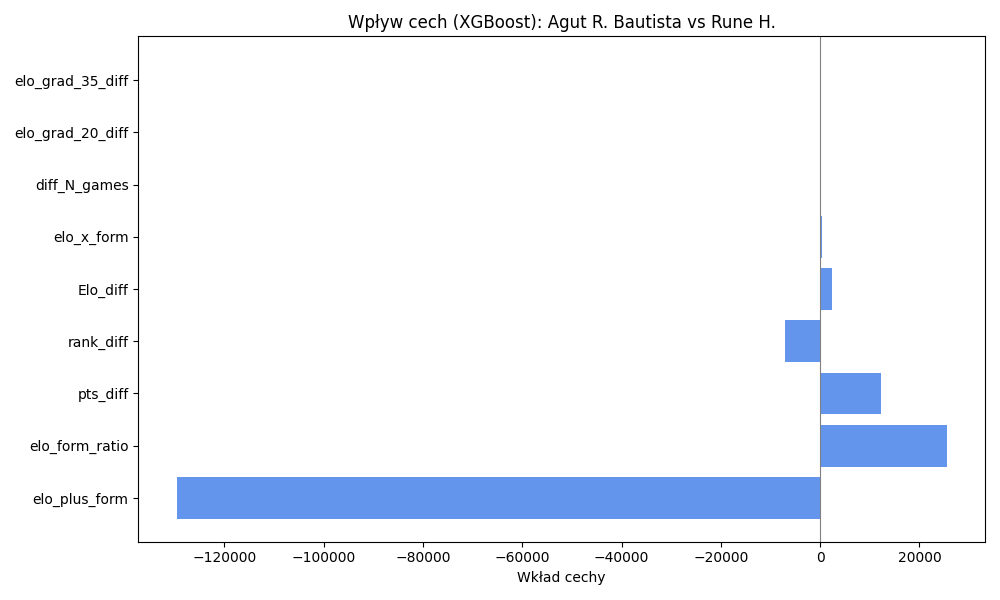 Wpływ cech (XGBoost): Agut R. Bautista vs Rune H.
elo_grad_35_diff
elo_grad_20_diff
diff_N_games
elo_x_form
Elo_diff
rank_diff
pts_diff
elo_form_ratio
elo_plus_form
−120000 −100000 −80000 −60000 −40000 −20000 0 20000
Wkład cechy